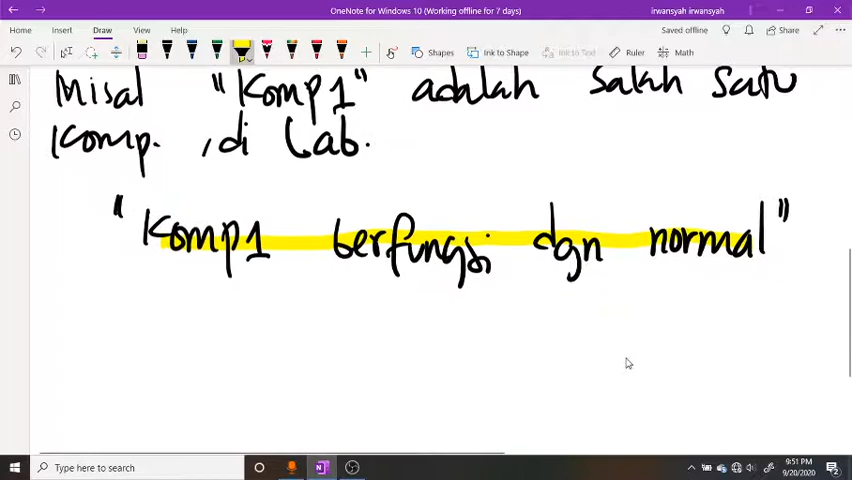 OneNote for Windows 10 (Working offline for 7 days)
irwansyah irwansyah
Home Insert Draw View Help
Saved offline Share
Shapes Ink to Shape Ink to Text Ruler Math
Misal "Komp1" adalah salah satu
Komp. ,di Lab.
"Komp1 berfungsi dgn normal"
Type here to search
9:51 PM
9/20/2020
2